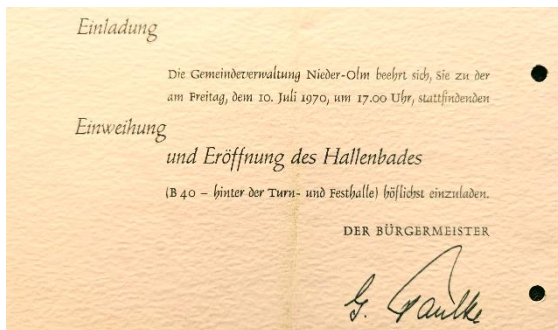 Einladung
Die Gemeindeverwaltung Nieder-Olm beehrt sich, Sie zu der
am Freitag, dem 10. Juli 1970, um 17.00 Uhr, stattfindenden
Einweihung
und Eröffnung des Hallenbades
(B 40 – hinter der Turn- und Festhalle) höflichst einzuladen.
DER BÜRGERMEISTER
G.